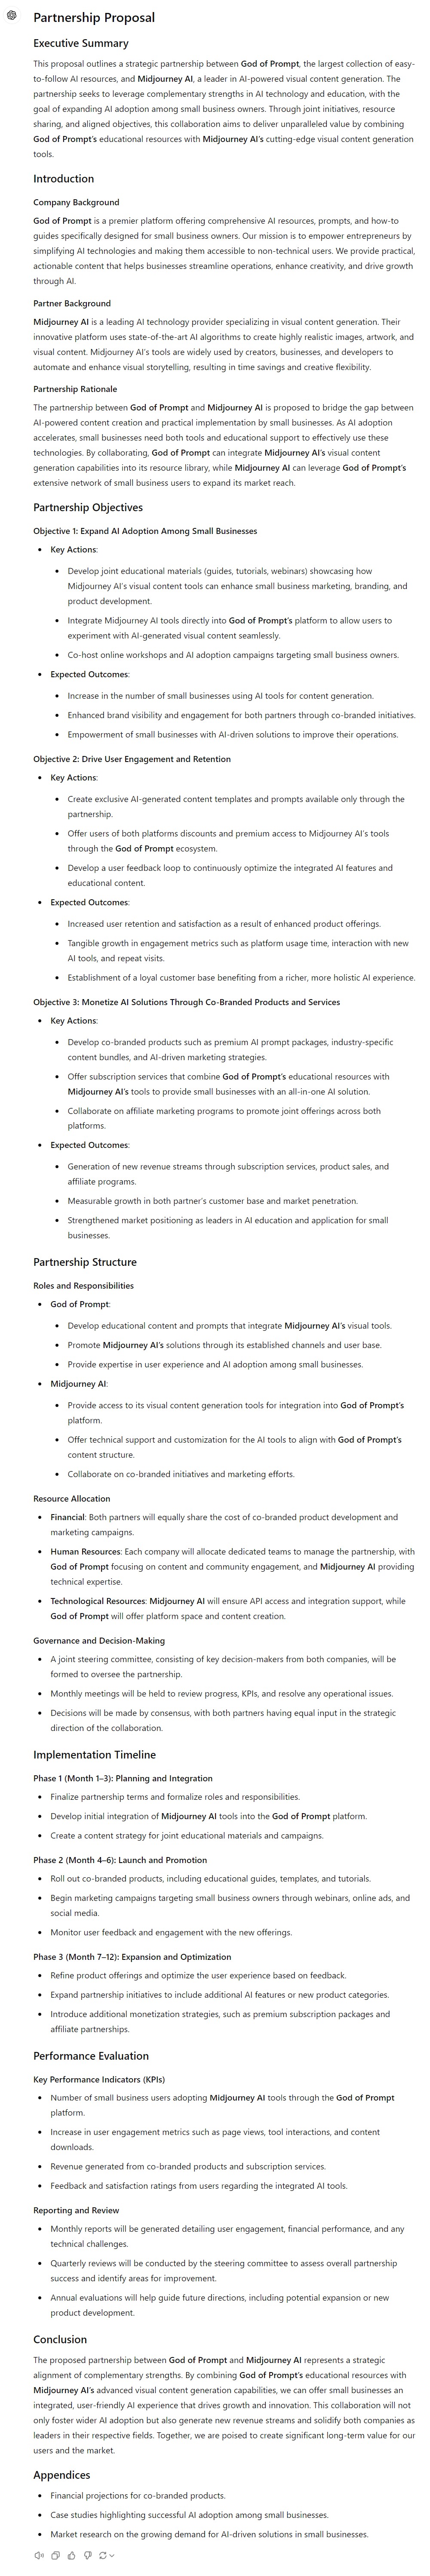 Partnership Proposal
Executive Summary
This proposal outlines a strategic partnership between God of Prompt, the largest collection of easy-
to-follow AI resources, and Midjourney AI, a leader in AI-powered visual content generation. The
partnership seeks to leverage complementary strengths in AI technology and education, with the
goal of expanding AI adoption among small business owners. Through joint initiatives, resource
sharing, and aligned objectives, this collaboration aims to deliver unparalleled value by combining
God of Prompt's educational resources with Midjourney AI's cutting-edge visual content generation
tools.
Introduction
Company Background
God of Prompt is a premier platform offering comprehensive AI resources, prompts, and how-to
guides specifically designed for small business owners. Our mission is to empower entrepreneurs by
simplifying AI technologies and making them accessible to non-technical users. We provide practical,
actionable content that helps businesses streamline operations, enhance creativity, and drive growth
through AI.
Partner Background
Midjourney AI is a leading AI technology provider specializing in visual content generation. Their
innovative platform uses state-of-the-art AI algorithms to create highly realistic images, artwork, and
visual content. Midjourney AI's tools are widely used by creators, businesses, and developers to
automate and enhance visual storytelling, resulting in time savings and creative flexibility.
Partnership Rationale
The partnership between God of Prompt and Midjourney AI is proposed to bridge the gap between
AI-powered content creation and practical implementation by small businesses. As AI adoption
accelerates, small businesses need both tools and educational support to effectively use these
technologies. By collaborating, God of Prompt can integrate Midjourney AI's visual content
generation capabilities into its resource library, while Midjourney AI can leverage God of Prompt's
extensive network of small business users to expand its market reach.
Partnership Objectives
Objective 1: Expand AI Adoption Among Small Businesses
• Key Actions:
• Develop joint educational materials (guides, tutorials, webinars) showcasing how
Midjourney AI's visual content tools can enhance small business marketing, branding, and
product development.
• Integrate Midjourney AI tools directly into God of Prompt's platform to allow users to
experiment with AI-generated visual content seamlessly.
• Co-host online workshops and AI adoption campaigns targeting small business owners.
• Expected Outcomes:
• Increase in the number of small businesses using AI tools for content generation.
• Enhanced brand visibility and engagement for both partners through co-branded initiatives.
• Empowerment of small businesses with AI-driven solutions to improve their operations.
Objective 2: Drive User Engagement and Retention
• Key Actions:
• Create exclusive AI-generated content templates and prompts available only through the
partnership.
• Offer users of both platforms discounts and premium access to Midjourney AI's tools
through the God of Prompt ecosystem.
• Develop a user feedback loop to continuously optimize the integrated AI features and
educational content.
• Expected Outcomes:
• Increased user retention and satisfaction as a result of enhanced product offerings.
• Tangible growth in engagement metrics such as platform usage time, interaction with new
AI tools, and repeat visits.
• Establishment of a loyal customer base benefiting from a richer, more holistic AI experience.
Objective 3: Monetize AI Solutions Through Co-Branded Products and Services
• Key Actions:
• Develop co-branded products such as premium AI prompt packages, industry-specific
content bundles, and AI-driven marketing strategies.
• Offer subscription services that combine God of Prompt's educational resources with
Midjourney AI's tools to provide small businesses with an all-in-one AI solution.
• Collaborate on affiliate marketing programs to promote joint offerings across both
platforms.
• Expected Outcomes:
• Generation of new revenue streams through subscription services, product sales, and
affiliate programs.
• Measurable growth in both partner's customer base and market penetration.
• Strengthened market positioning as leaders in AI education and application for small
businesses.
Partnership Structure
Roles and Responsibilities
• God of Prompt:
• Develop educational content and prompts that integrate Midjourney AI's visual tools.
• Promote Midjourney AI's solutions through its established channels and user base.
• Provide expertise in user experience and AI adoption among small businesses.
• Midjourney AI:
• Provide access to its visual content generation tools for integration into God of Prompt's
platform.
• Offer technical support and customization for the AI tools to align with God of Prompt's
content structure.
• Collaborate on co-branded initiatives and marketing efforts.
Resource Allocation
• Financial: Both partners will equally share the cost of co-branded product development and
marketing campaigns.
• Human Resources: Each company will allocate dedicated teams to manage the partnership, with
God of Prompt focusing on content and community engagement, and Midjourney AI providing
technical expertise.
• Technological Resources: Midjourney AI will ensure API access and integration support, while
God of Prompt will offer platform space and content creation.
Governance and Decision-Making
• A joint steering committee, consisting of key decision-makers from both companies, will be
formed to oversee the partnership.
• Monthly meetings will be held to review progress, KPIs, and resolve any operational issues.
• Decisions will be made by consensus, with both partners having equal input in the strategic
direction of the collaboration.
Implementation Timeline
Phase 1 (Month 1–3): Planning and Integration
• Finalize partnership terms and formalize roles and responsibilities.
• Develop initial integration of Midjourney AI tools into the God of Prompt platform.
• Create a content strategy for joint educational materials and campaigns.
Phase 2 (Month 4–6): Launch and Promotion
• Roll out co-branded products, including educational guides, templates, and tutorials.
• Begin marketing campaigns targeting small business owners through webinars, online ads, and
social media.
• Monitor user feedback and engagement with the new offerings.
Phase 3 (Month 7–12): Expansion and Optimization
• Refine product offerings and optimize the user experience based on feedback.
• Expand partnership initiatives to include additional AI features or new product categories.
• Introduce additional monetization strategies, such as premium subscription packages and
affiliate partnerships.
Performance Evaluation
Key Performance Indicators (KPIs)
• Number of small business users adopting Midjourney AI tools through the God of Prompt
platform.
• Increase in user engagement metrics such as page views, tool interactions, and content
downloads.
• Revenue generated from co-branded products and subscription services.
• Feedback and satisfaction ratings from users regarding the integrated AI tools.
Reporting and Review
• Monthly reports will be generated detailing user engagement, financial performance, and any
technical challenges.
• Quarterly reviews will be conducted by the steering committee to assess overall partnership
success and identify areas for improvement.
• Annual evaluations will help guide future directions, including potential expansion or new
product development.
Conclusion
The proposed partnership between God of Prompt and Midjourney AI represents a strategic
alignment of complementary strengths. By combining God of Prompt's educational resources with
Midjourney AI's advanced visual content generation capabilities, we can offer small businesses an
integrated, user-friendly AI experience that drives growth and innovation. This collaboration will not
only foster wider AI adoption but also generate new revenue streams and solidify both companies as
leaders in their respective fields. Together, we are poised to create significant long-term value for our
users and the market.
Appendices
• Financial projections for co-branded products.
• Case studies highlighting successful AI adoption among small businesses.
• Market research on the growing demand for AI-driven solutions in small businesses.